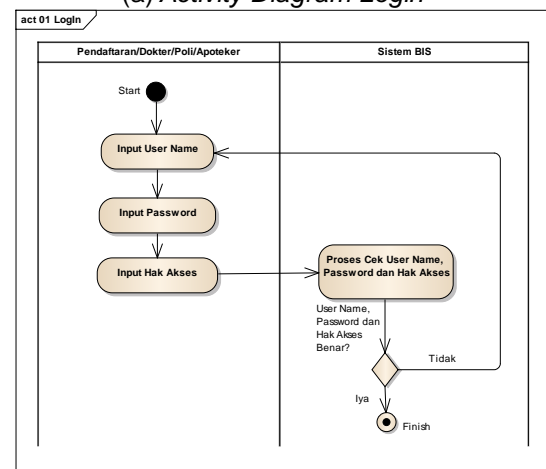 (a) Activity Diagram Login
act 01 LogIn
Pendaftaran/Dokter/Poli/Apoteker
Sistem BIS
Start
Input User Name
Input Password
Input Hak Akses
Proses Cek User Name,
Password dan Hak Akses
User Name,
Password dan
Hak Akses
Benar?
Tidak
Iya
Finish